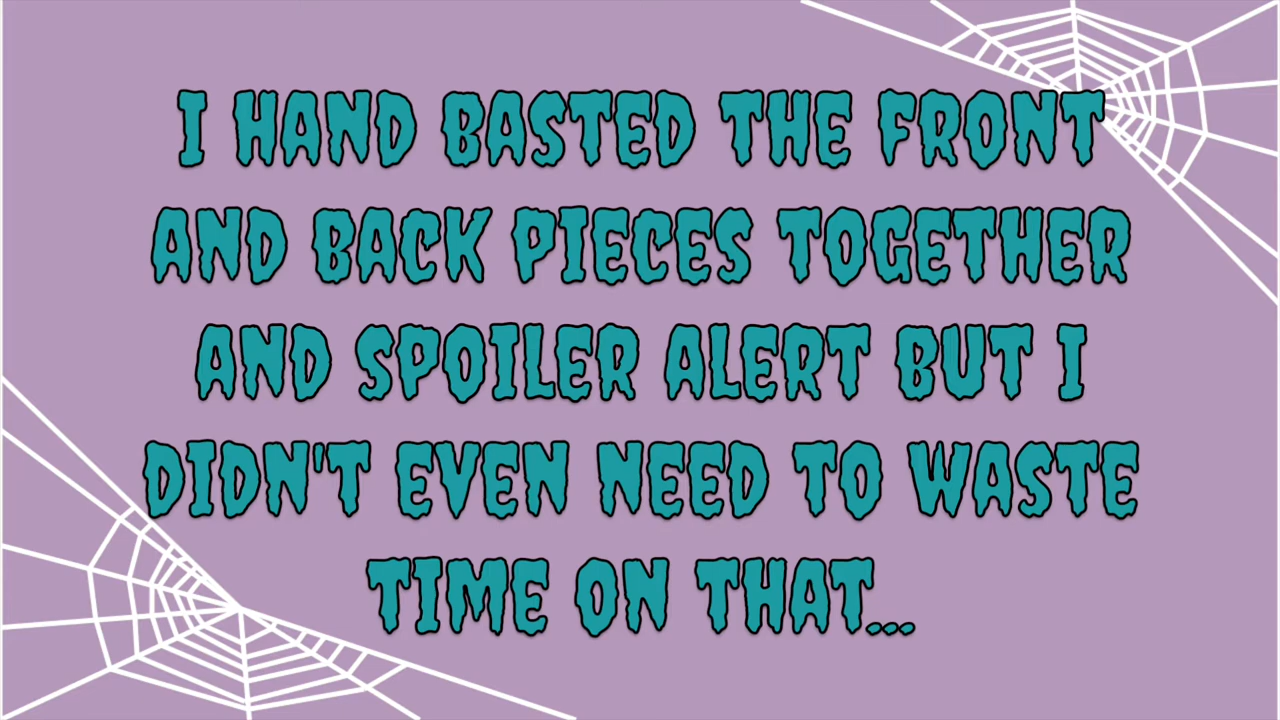 I HAND BASTED THE FRONT
AND BACK PIECES TOGETHER
AND SPOILER ALERT BUT I
DIDN'T EVEN NEED TO WASTE
TIME ON THAT...